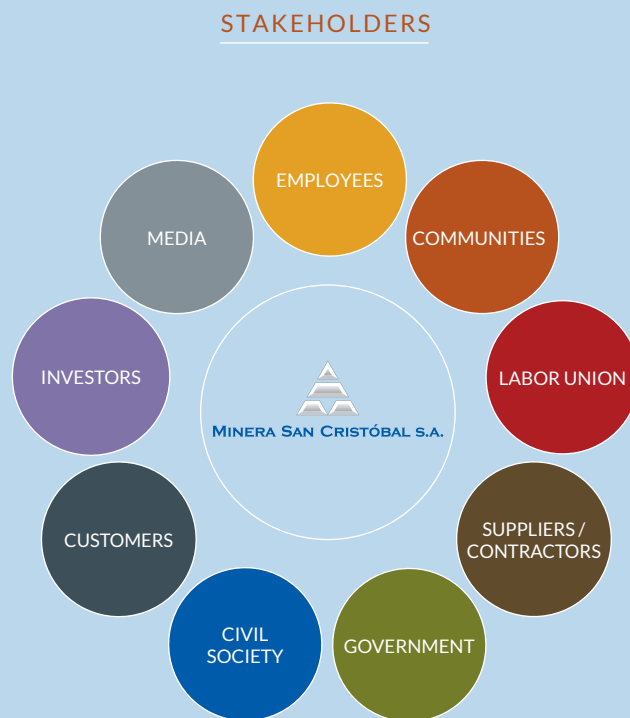 STAKEHOLDERS
EMPLOYEES
COMMUNITIES
LABOR UNION
SUPPLIERS /
CONTRACTORS
GOVERNMENT
CIVIL
SOCIETY
CUSTOMERS
INVESTORS
MEDIA
MINERA SAN CRISTÓBAL S.A.